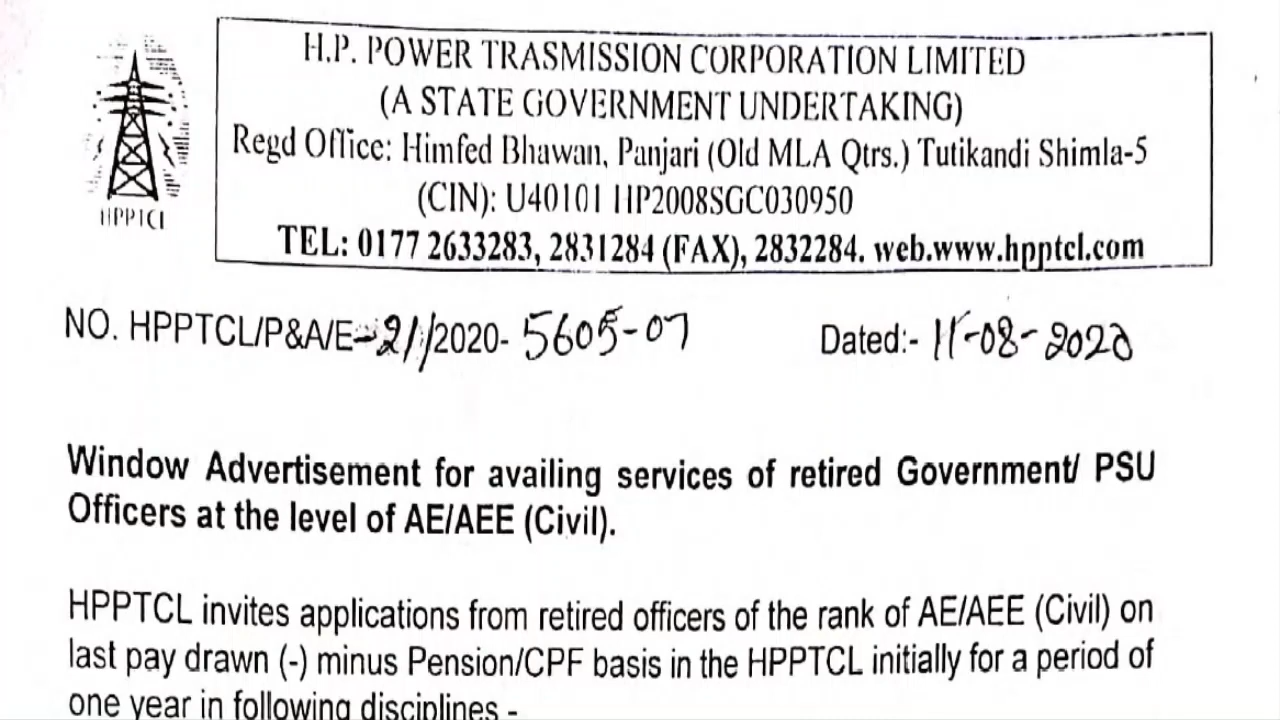 H.P. POWER TRASMISSION CORPORATION LIMITED
(A STATE GOVERNMENT UNDERTAKING)
Regd Office: Himfed Bhawan, Panjari (Old MLA Qtrs.) Tutikandi Shimla-5
(CIN): U40101 HP2008SGC030950
TEL: 0177 2633283, 2831284 (FAX), 2832284. web.www.hpptcl.com
HPPTCL
NO. HPPTCL/P&A/E-21/2020- 5605-07
Dated:- 11-08-2020
Window Advertisement for availing services of retired Government/ PSU
Officers at the level of AE/AEE (Civil).
HPPTCL invites applications from retired officers of the rank of AE/AEE (Civil) on
last pay drawn (-) minus Pension/CPF basis in the HPPTCL initially for a period of
one year in following disciplines -